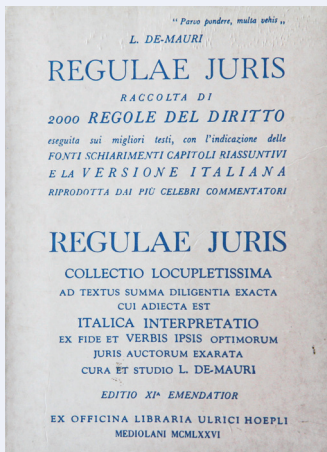 " Parvo pondere, multa vehis „
L. DE-MAURI
REGULAE JURIS
RACCOLTA DI
2000 REGOLE DEL DIRITTO
eseguita sui migliori testi, con l'indicazione delle
FONTI SCHIARIMENTI CAPITOLI RIASSUNTIVI
E LA VERSIONE ITALIANA
RIPRODOTTA DAI PIÙ CELEBRI COMMENTATORI
REGULAE JURIS
COLLECTIO LOCUPLETISSIMA
AD TEXTUS SUMMA DILIGENTIA EXACTA
CUI ADIECTA EST
ITALICA INTERPRETATIO
EX FIDE ET VERBIS IPSIS OPTIMORUM
JURIS AUCTORUM EXARATA
CURA ET STUDIO L. DE-MAURI
EDITIO XIª EMENDATIOR
EX OFFICINA LIBRARIA ULRICI HOEPLI
MEDIOLANI MCMLXXVI